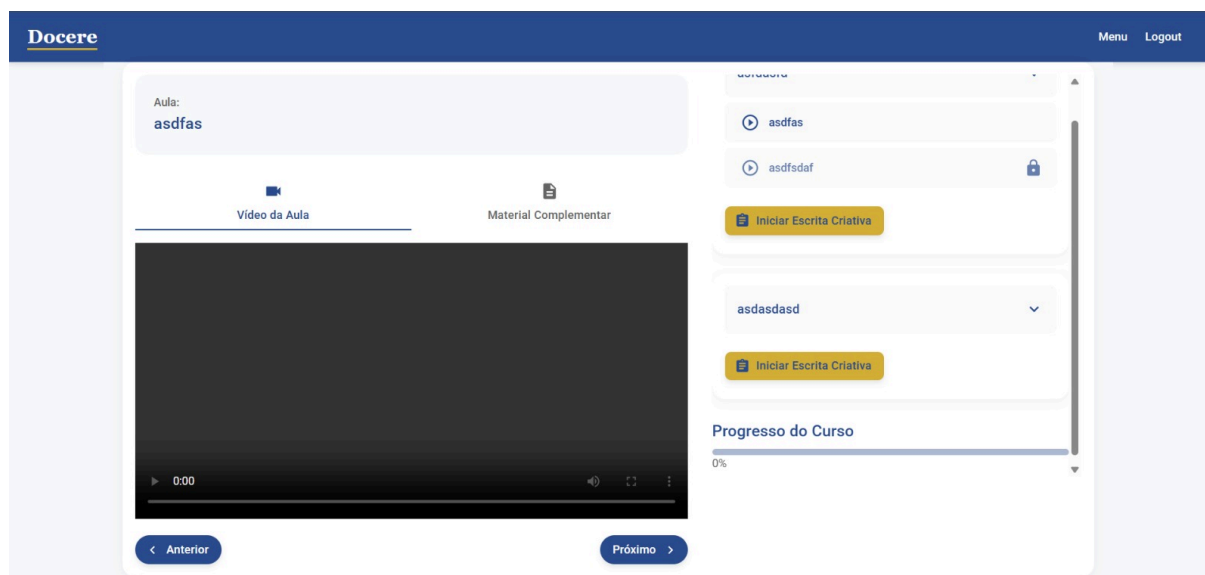 Docere
Menu Logout
Aula:
asdfas
Vídeo da Aula
Material Complementar
0:00
Anterior
Próximo
asdfas
asdfsdaf
Iniciar Escrita Criativa
asdasdasd
Iniciar Escrita Criativa
Progresso do Curso
0%